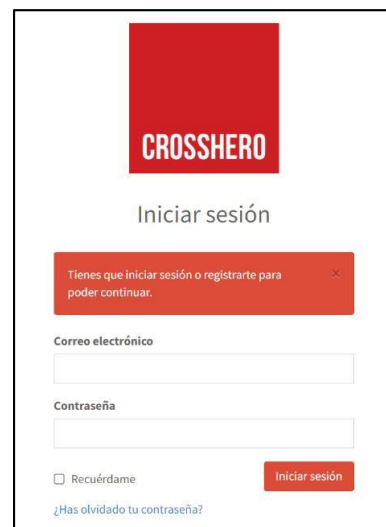 CROSSHERO
Iniciar sesión
Tienes que iniciar sesión o registrarte para
poder continuar.
×
Correo electrónico
Contraseña
Recuérdame
Iniciar sesión
¿Has olvidado tu contraseña?